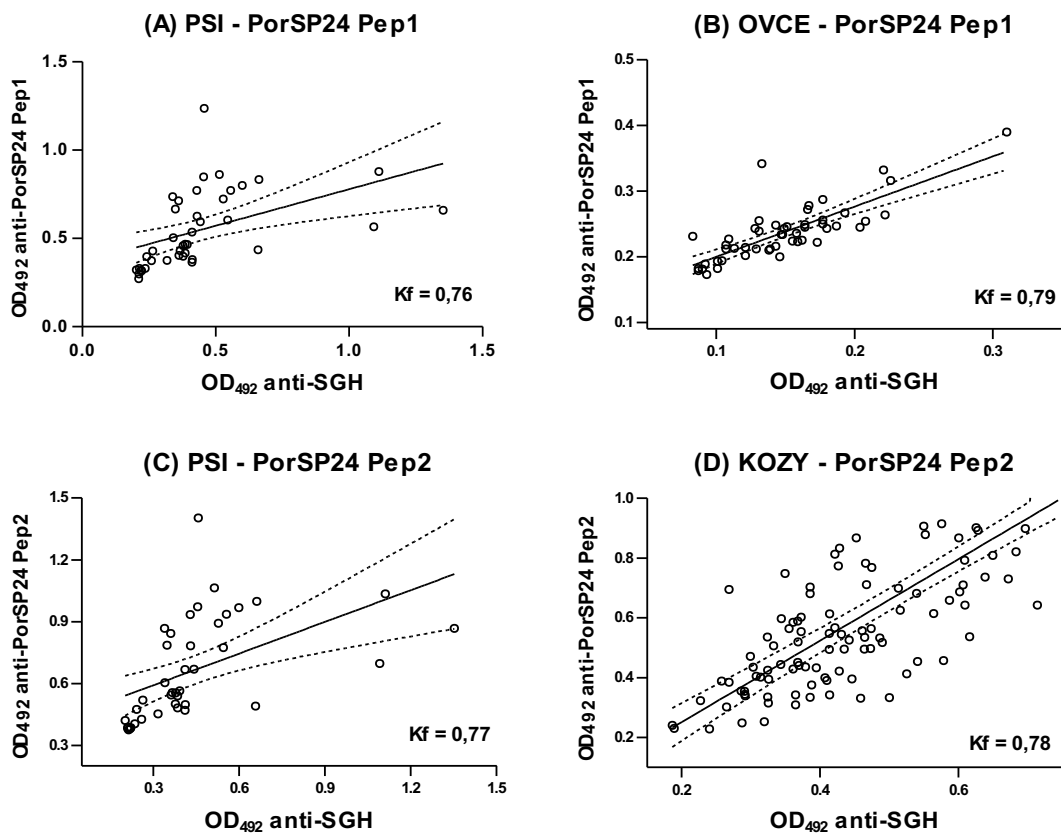 (A) PSI - PorSP24 Pep1
OD492 anti-PorSP24 Pep1
1.5
1.0
0.5
0.0
0.0 0.5 1.0 1.5
Kf = 0,76
OD492 anti-SGH
(B) OVCE - PorSP24 Pep1
OD492 anti-PorSP24 Pep1
0.5
0.4
0.3
0.2
0.1
0.1 0.2 0.3
Kf = 0,79
OD492 anti-SGH
(C) PSI - PorSP24 Pep2
OD492 anti-PorSP24 Pep2
1.5
1.2
0.9
0.6
0.3
0.3 0.6 0.9 1.2 1.5
Kf = 0,77
OD492 anti-SGH
(D) KOZY - PorSP24 Pep2
OD492 anti-PorSP24 Pep2
1.0
0.8
0.6
0.4
0.2
0.2 0.4 0.6
Kf = 0,78
OD492 anti-SGH